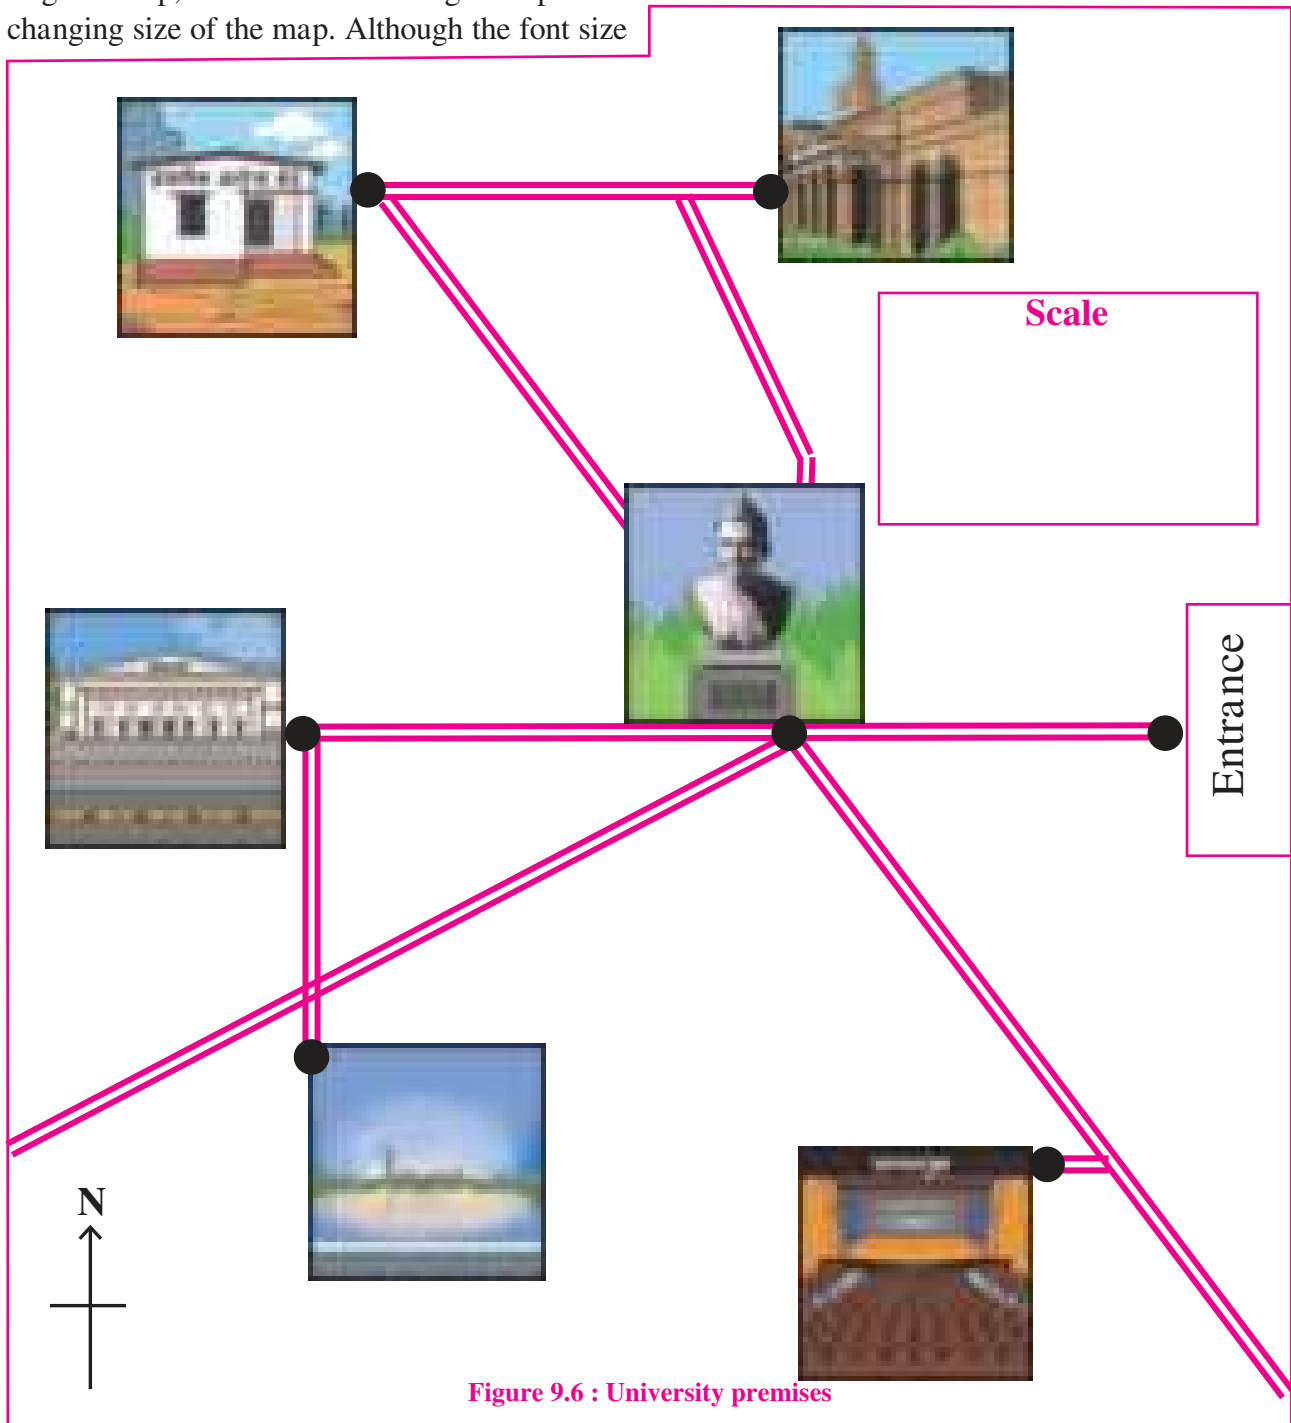 changing size of the map. Although the font size
Scale
Entrance
N
Figure 9.6 : University premises